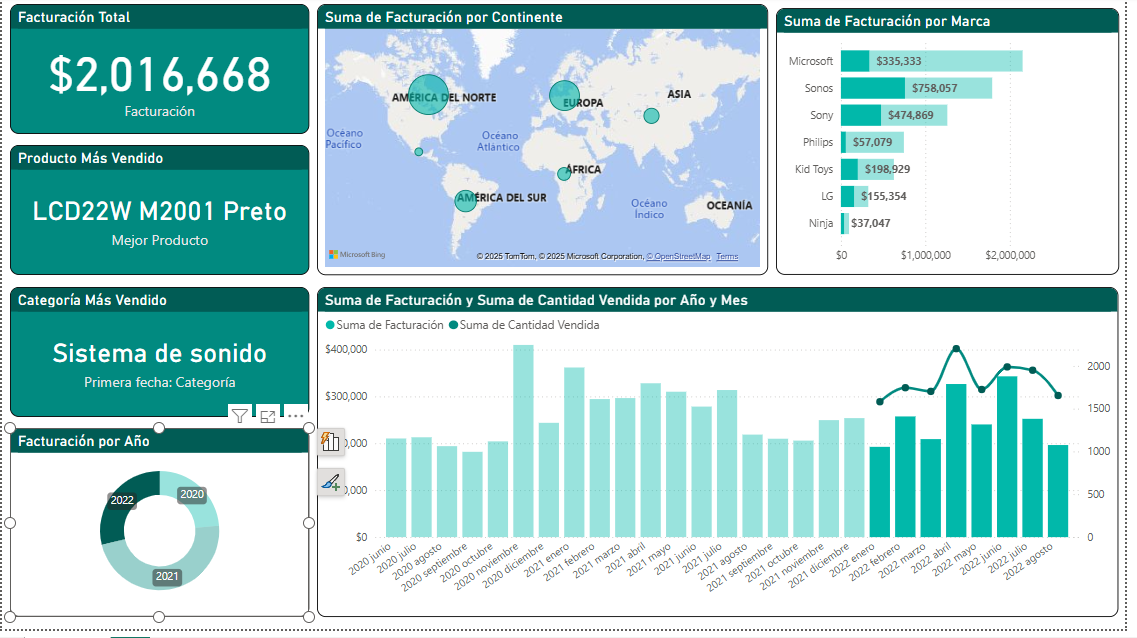 Facturación Total
$2,016,668
Facturación
Producto Más Vendido
LCD22W M2001 Preto
Mejor Producto
Categoría Más Vendido
Sistema de sonido
Primera fecha: Categoría
Facturación por Año
2022
2020
2021
Suma de Facturación por Continente
AMÉRICA DEL NORTE
EUROPA
ASIA
Océano
Pacífico
Océano
Atlántico
ÁFRICA
AMÉRICA DEL SUR
Océano
Índico
OCEANÍA
Microsoft Bing
© 2025 TomTom, © 2025 Microsoft Corporation, © OpenStreetMap Terms
Suma de Facturación por Marca
Microsoft $335,333
Sonos $758,057
Sony $474,869
Philips $57,079
Kid Toys $198,929
LG $155,354
Ninja $37,047
$0 $1,000,000 $2,000,000
Suma de Facturación y Suma de Cantidad Vendida por Año y Mes
Suma de Facturación Suma de Cantidad Vendida
$400,000
$300,000
0,000
0,000
$0
2000
1500
1000
500
0
2020 junio
2020 julio
2020 agosto
2020 septiembre
2020 octubre
2020 noviembre
2020 diciembre
2021 enero
2021 febrero
2021 marzo
2021 abril
2021 mayo
2021 junio
2021 julio
2021 agosto
2021 septiembre
2021 octubre
2021 noviembre
2021 diciembre
2022 enero
2022 febrero
2022 marzo
2022 abril
2022 mayo
2022 junio
2022 julio
2022 agosto